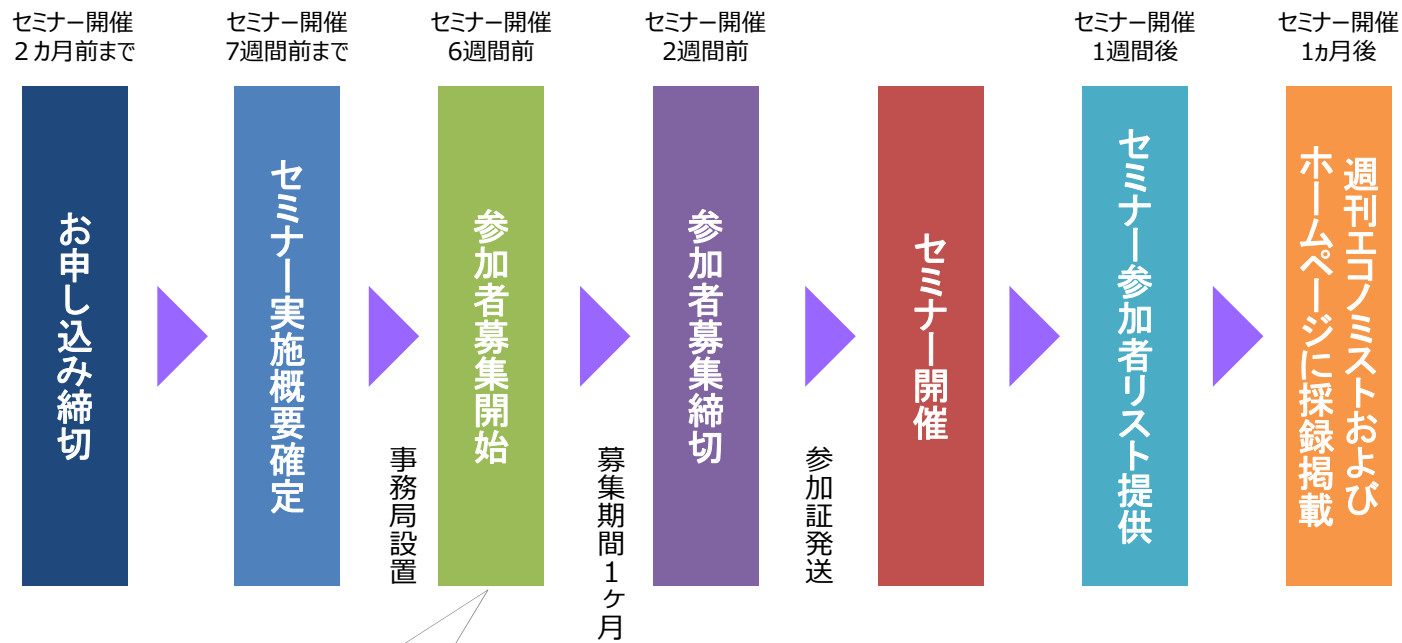 セミナー開催
２カ月前まで
セミナー開催
7週間前まで
セミナー開催
6週間前
セミナー開催
2週間前
セミナー開催
1週間後
セミナー開催
1ヵ月後
お申し込み締切
セミナー実施概要確定
事務局設置
参加者募集開始
募集期間１ヶ月
参加者募集締切
参加証発送
セミナー開催
セミナー参加者リスト提供
週刊エコノミストおよび
ホームページに採録掲載